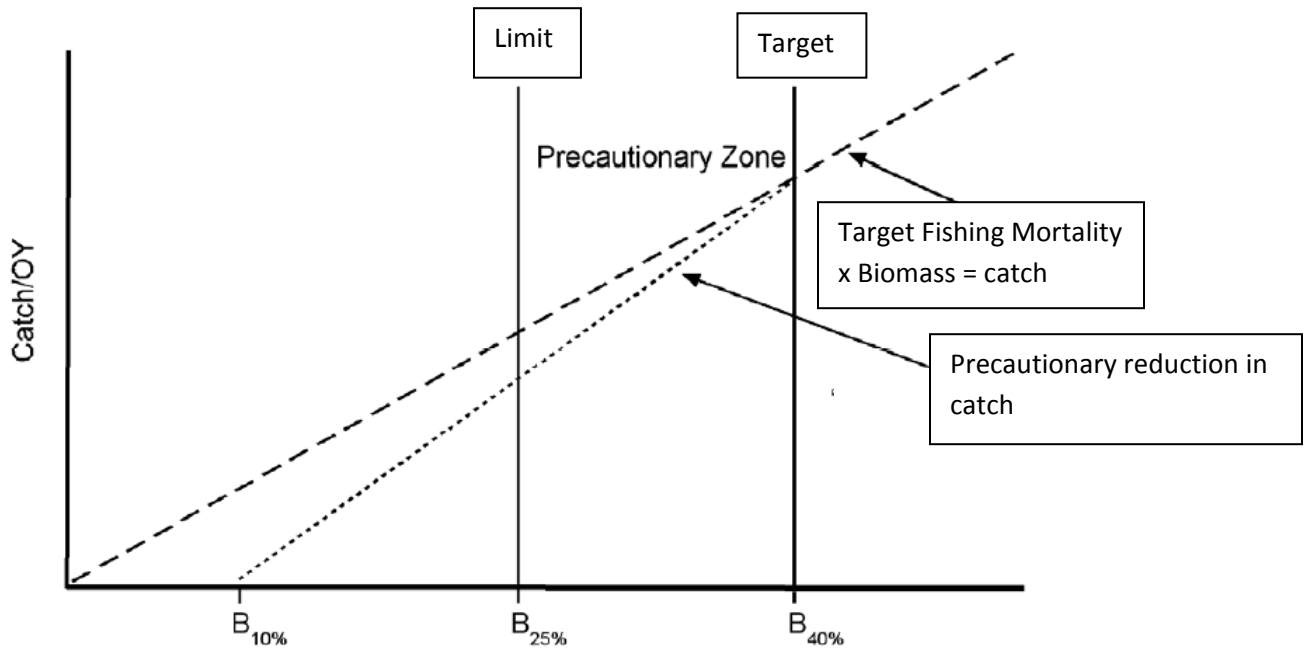 Limit
Target
Precautionary Zone
Catch/OY
Target Fishing Mortality
x Biomass = catch
Precautionary reduction in
catch
B10%
B25%
B40%